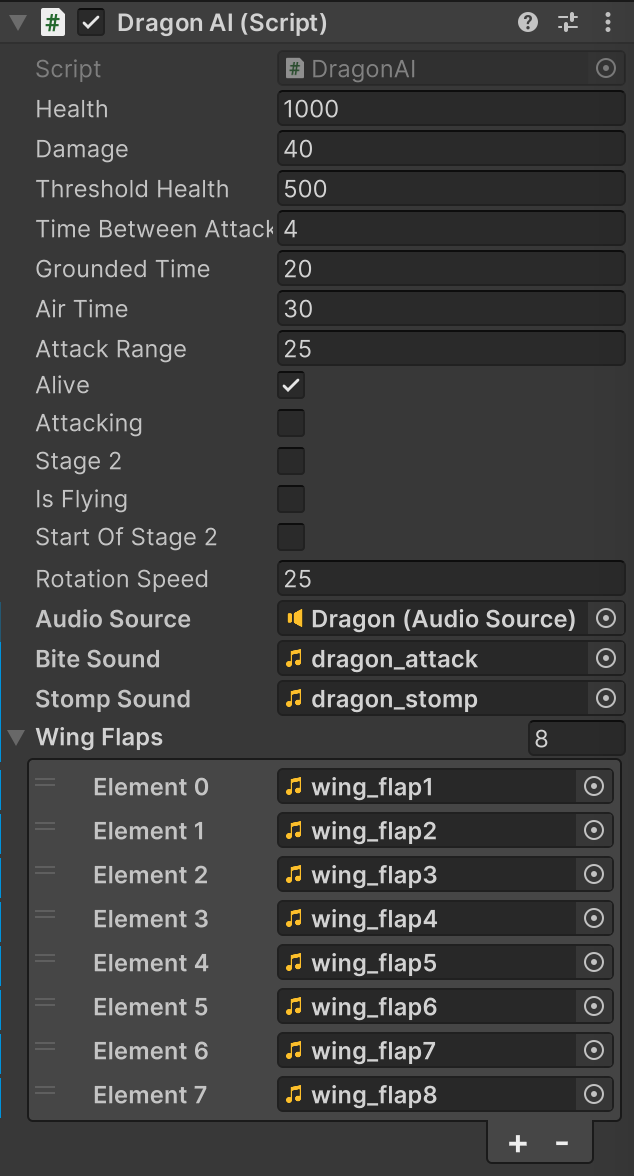 Dragon AI (Script)
Script DragonAI
Health 1000
Damage 40
Threshold Health 500
Time Between Attack 4
Grounded Time 20
Air Time 30
Attack Range 25
Alive
Attacking
Stage 2
Is Flying
Start Of Stage 2
Rotation Speed 25
Audio Source Dragon (Audio Source)
Bite Sound dragon_attack
Stomp Sound dragon_stomp
Wing Flaps 8
Element 0 wing_flap1
Element 1 wing_flap2
Element 2 wing_flap3
Element 3 wing_flap4
Element 4 wing_flap5
Element 5 wing_flap6
Element 6 wing_flap7
Element 7 wing_flap8